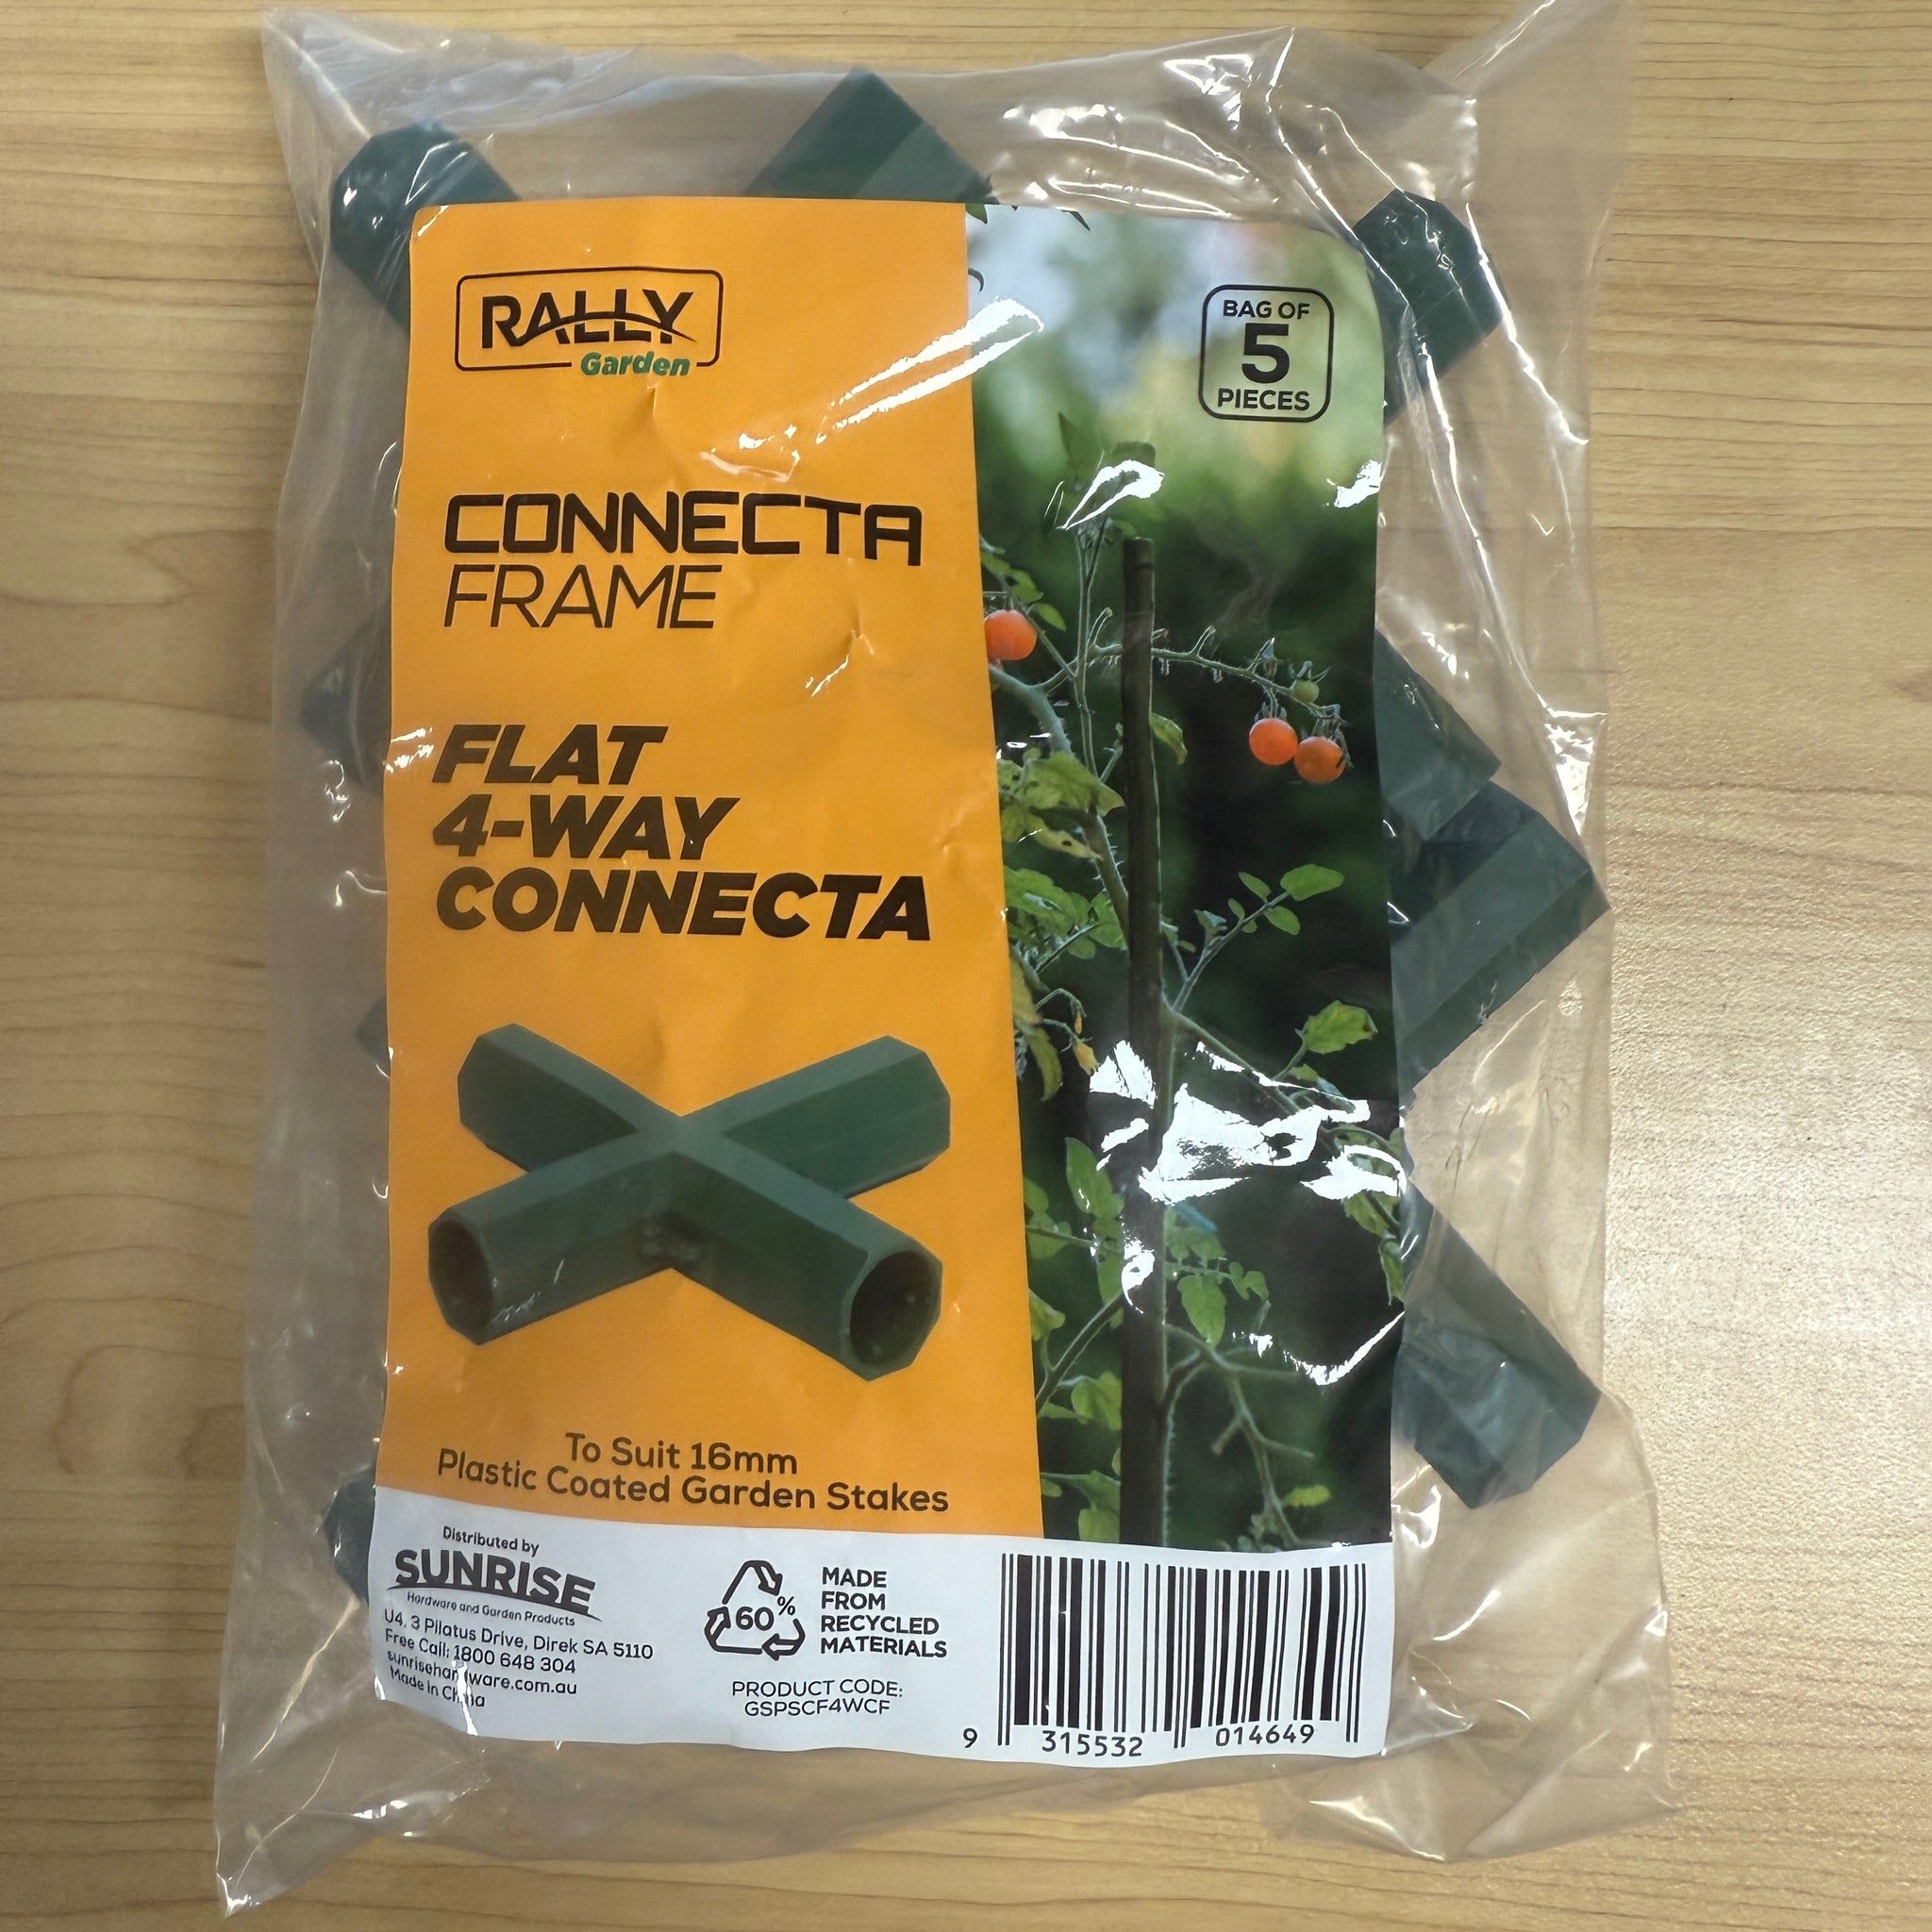 RALLY
Garden
BAG OF
5
PIECES
CONNECTA
FRAME
FLAT
4-WAY
CONNECTA
To Suit 16mm
Plastic Coated Garden Stakes
Distributed by
SUNRISE
Hardware and Garden Products
U4, 3 Pilatus Drive, Direk SA 5110
Free Call: 1800 648 304
sunrisehardware.com.au
Made in China
60%
MADE
FROM
RECYCLED
MATERIALS
PRODUCT CODE:
GSPSCF4WCF
9 315532 014649